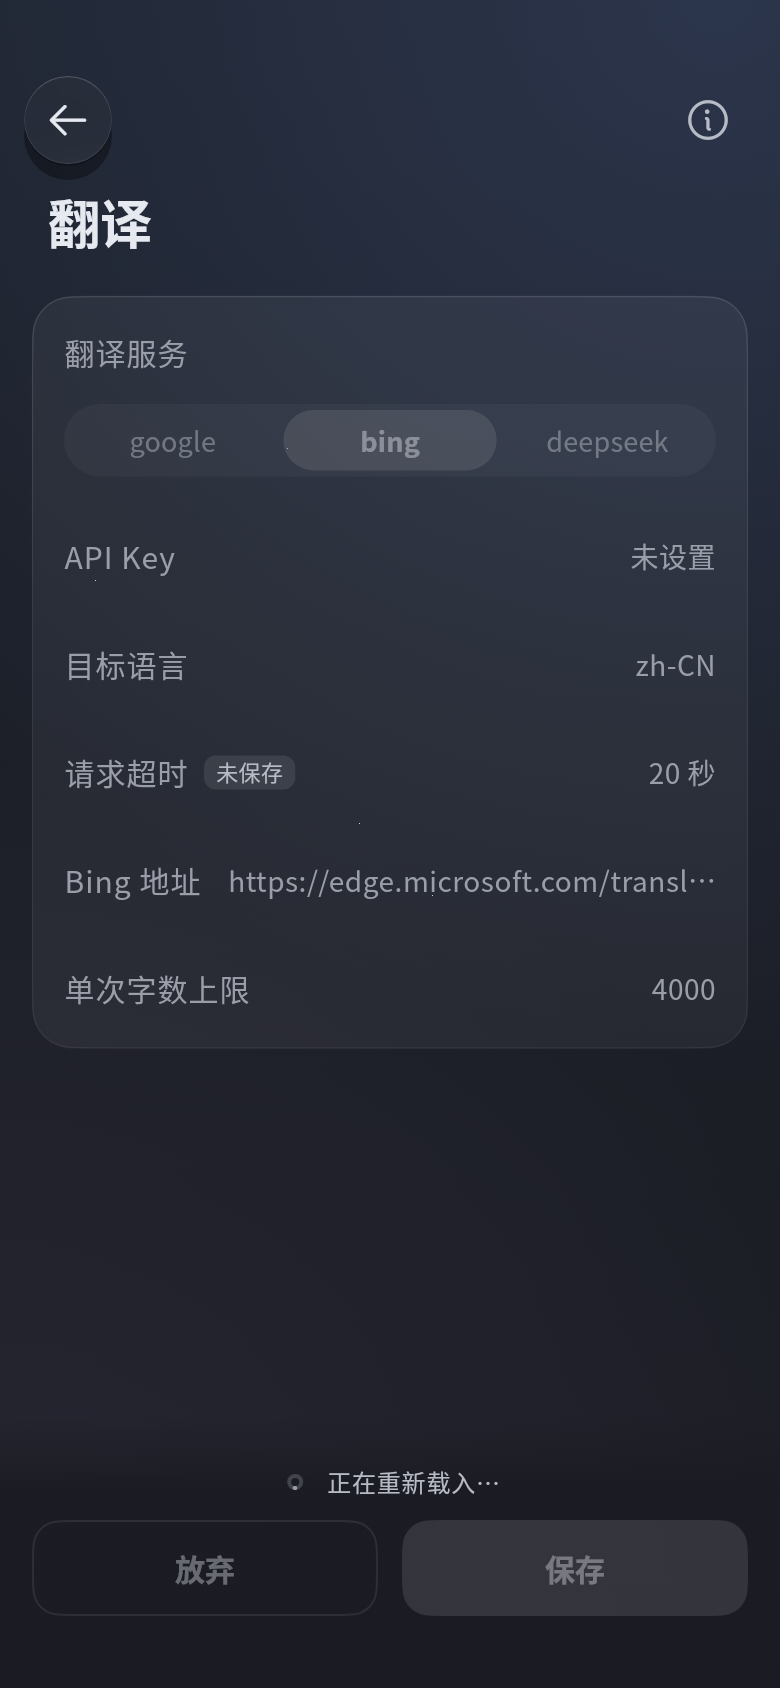 翻译
翻译服务
google bing deepseek
API Key 未设置
目标语言 zh-CN
请求超时 未保存 20 秒
Bing 地址 https://edge.microsoft.com/transl…
单次字数上限 4000
正在重新载入…
放弃 保存